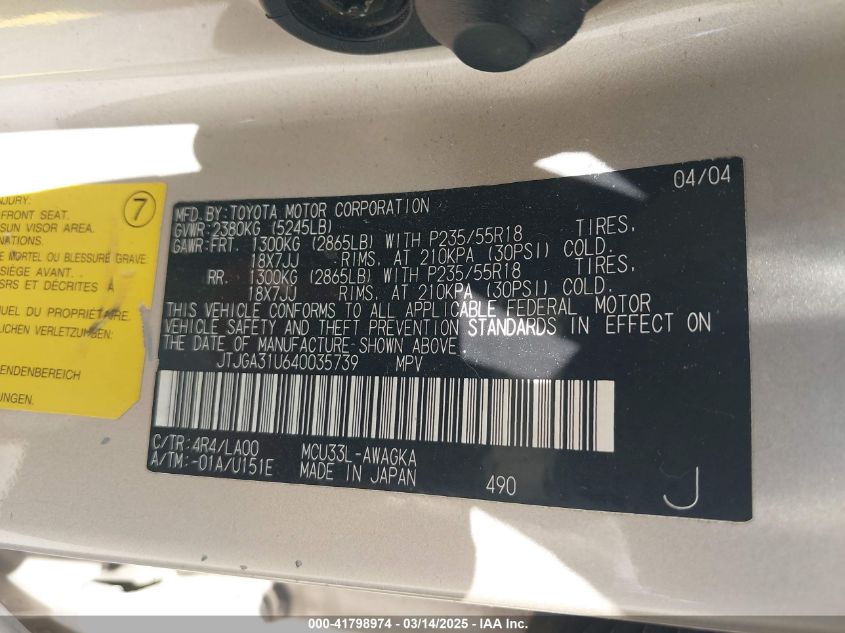 NJURY.
FRONT SEAT.
SUN VISOR AREA.
NATIONS.
E MORTEL OU BLESSURE GRAVE
SIEGE AVANT.
SRS ET DÉCRITES À
NUEL DU PROPRIÉTAIRE.
LICHEN VERLETZUNGEN.
ENDENBEREICH
UNGEN.
7
04/04
MFD. BY: TOYOTA MOTOR CORPORATION
GVWR: 2380KG (5245LB)
GAWR: FRT. 1300KG (2865LB) WITH P235/55R18 TIRES,
18X7JJ RIMS, AT 210KPA (30PSI) COLD.
RR. 1300KG (2865LB) WITH P235/55R18 TIRES,
18X7JJ RIMS, AT 210KPA (30PSI) COLD.
THIS VEHICLE CONFORMS TO ALL APPLICABLE FEDERAL MOTOR
VEHICLE SAFETY AND THEFT PREVENTION STANDARDS IN EFFECT ON
THE DATE OF MANUFACTURE SHOWN ABOVE.
JTJGA31U640035739 MPV
C/TR: 4R4/LA00 MCU33L-AWAGKA
A/TM: -01A/U151E MADE IN JAPAN 490 J
000-41798974 — 03/14/2025 — IAA Inc.